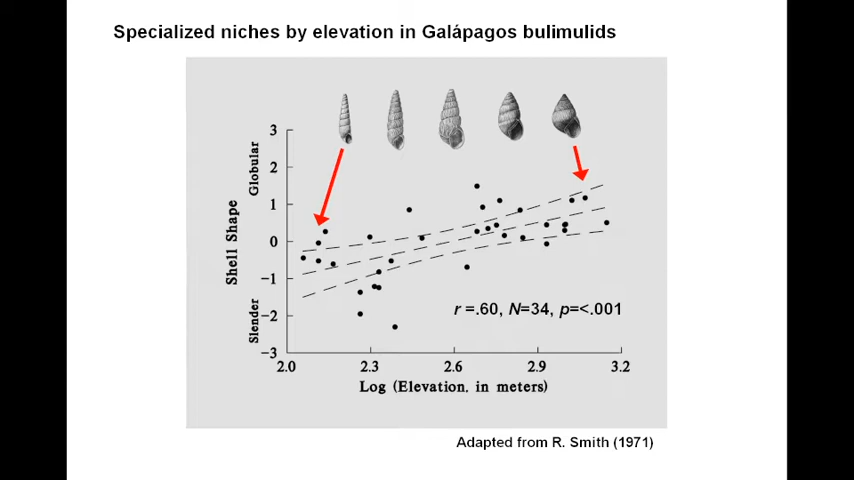 Specialized niches by elevation in Galápagos bulimulids
3
2
1
0
−1
−2
−3
Globular
Shell Shape
Slender
r =.60, N=34, p=<.001
2.0 2.3 2.6 2.9 3.2
Log (Elevation, in meters)
Adapted from R. Smith (1971)